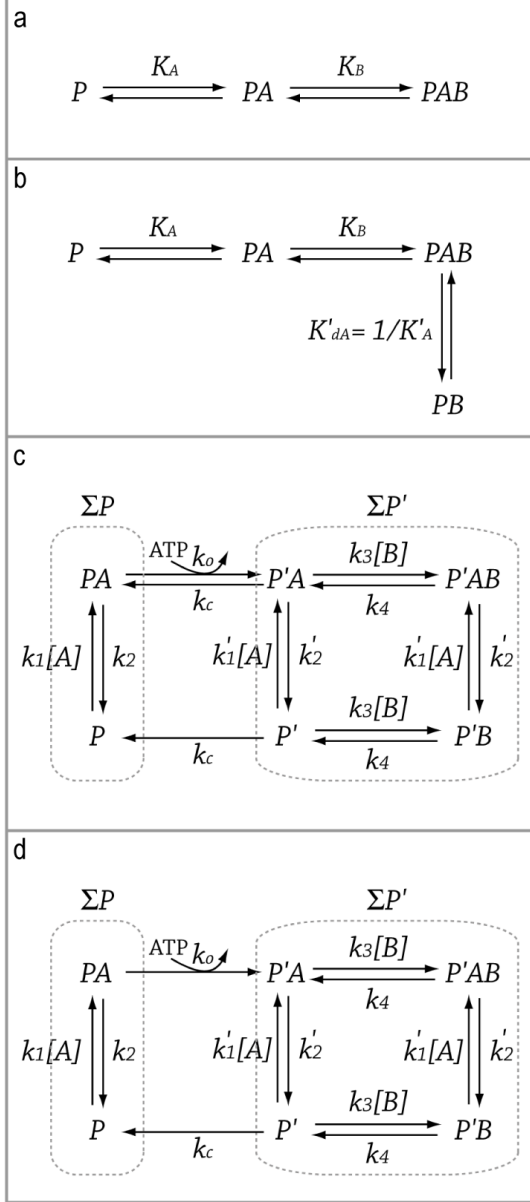 a
P K_A PA K_B PAB
b
P K_A PA K_B PAB
K'_dA = 1/K'_A
PB
c
ΣP ΣP'
ATP k_o k_3[B]
PA P'A P'AB
k_c k_4
k_1[A] k_2 k'_1[A] k'_2 k'_1[A] k'_2
k_3[B]
P P' P'B
k_c k_4
d
ΣP ΣP'
ATP k_o k_3[B]
PA P'A P'AB
k_4
k_1[A] k_2 k'_1[A] k'_2 k'_1[A] k'_2
k_3[B]
P P' P'B
k_c k_4